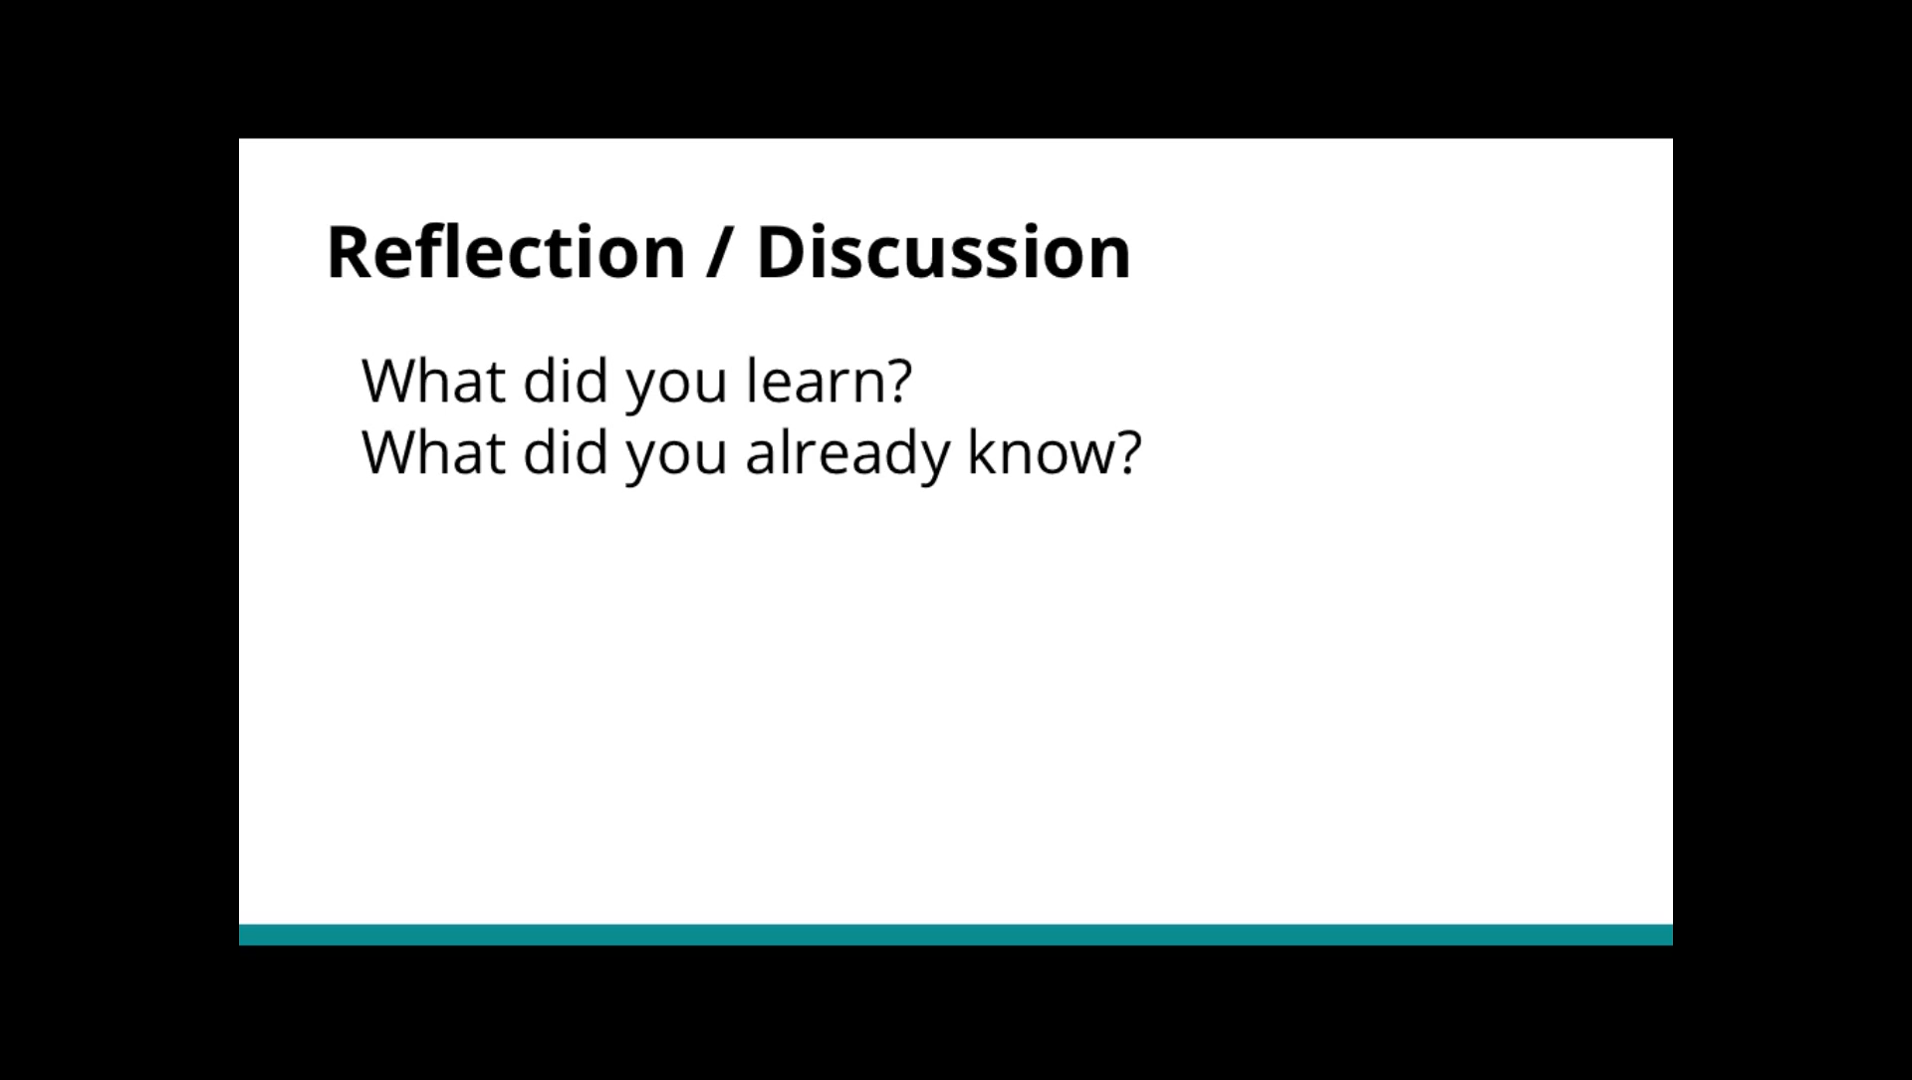 Reflection / Discussion
What did you learn?
What did you already know?